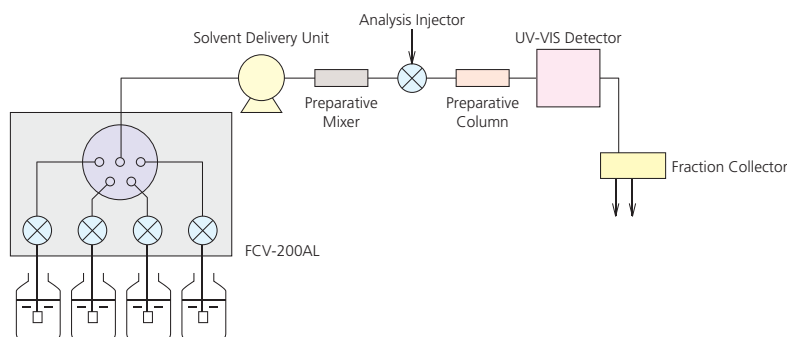 Analysis Injector
Solvent Delivery Unit
UV-VIS Detector
Preparative
Mixer
Preparative
Column
Fraction Collector
FCV-200AL